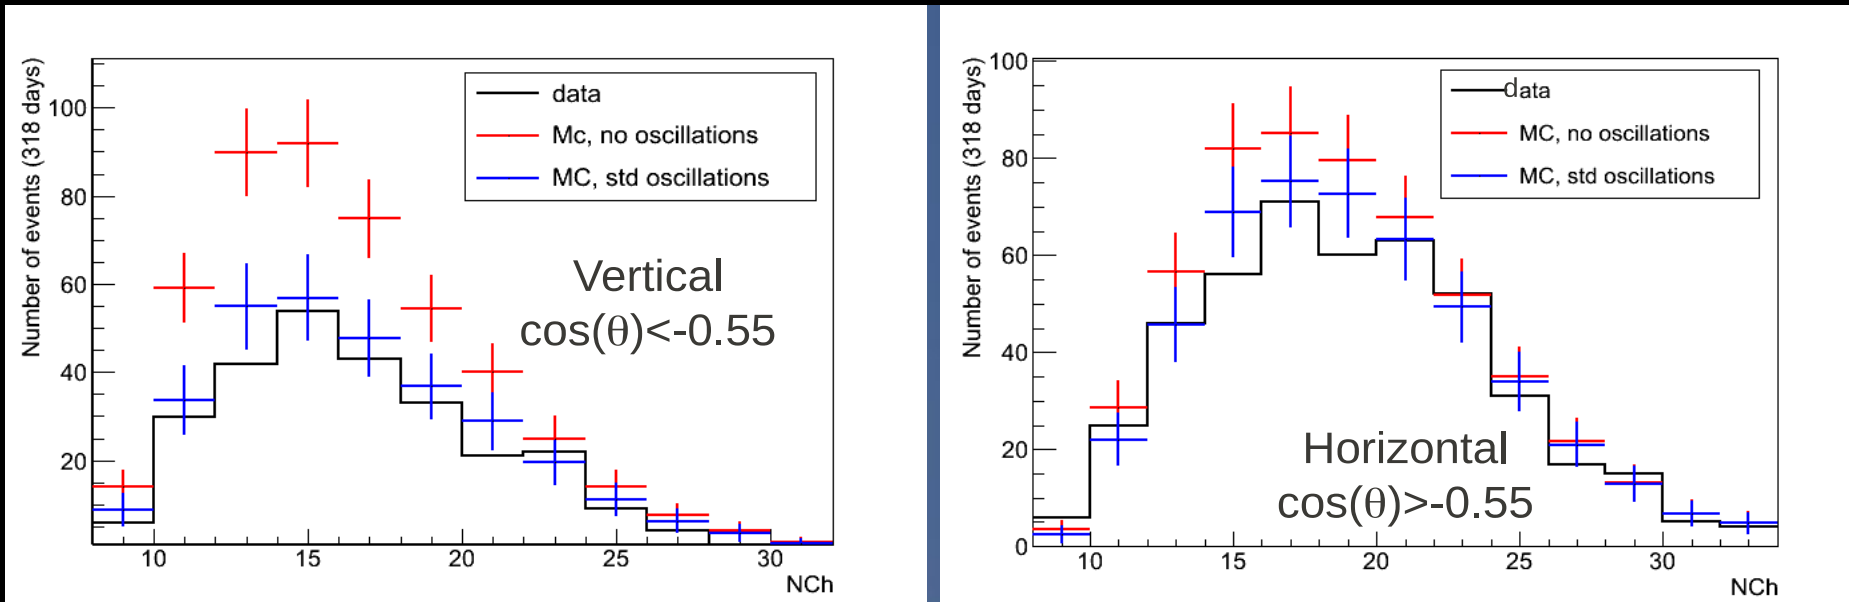 Number of events (318 days)
100
80
60
40
20
10
15
20
25
30
NCh
data
Mc, no oscillations
MC, std oscillations
Vertical
cos(θ)<-0.55
Number of events (318 days)
100
80
60
40
20
0
10
15
20
25
30
NCh
data
MC, no oscillations
MC, std oscillations
Horizontal
cos(θ)>-0.55